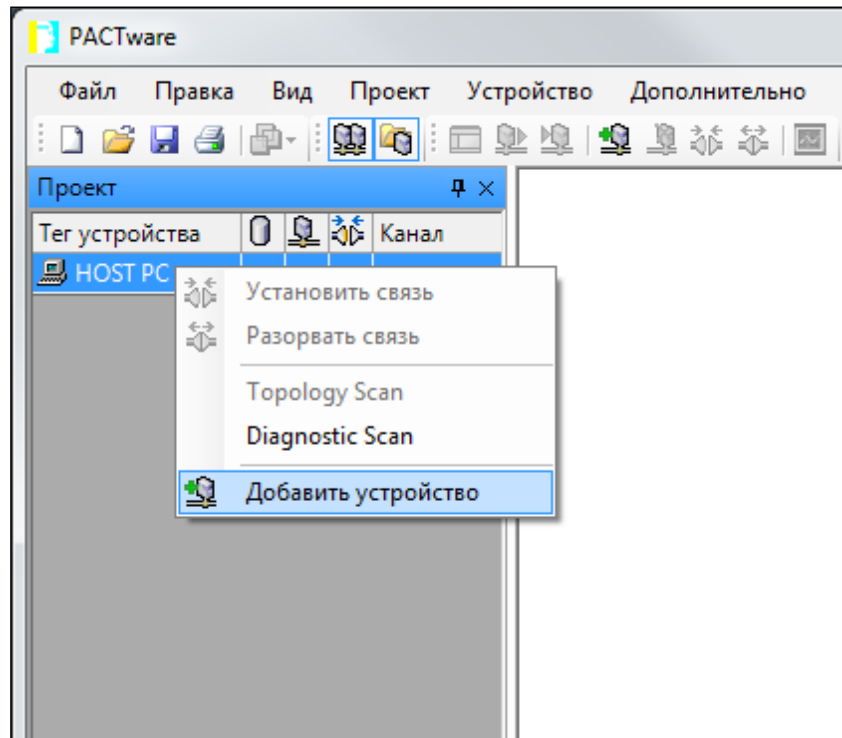 PACTware
Файл Правка Вид Проект Устройство Дополнительно
Проект
Тег устройства Канал
HOST PC
Установить связь
Разорвать связь
Topology Scan
Diagnostic Scan
Добавить устройство